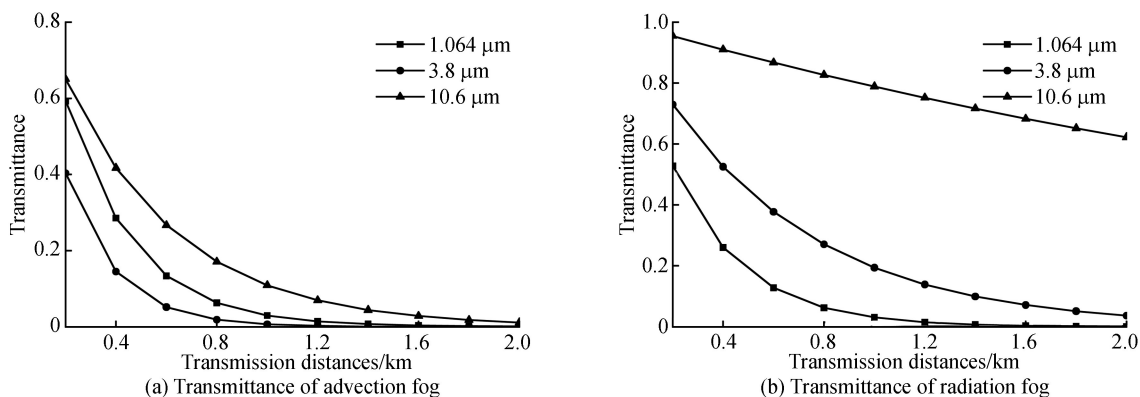 0.8
0.6
0.4
0.2
0
Transmittance
1.064 μm
3.8 μm
10.6 μm
0.4
0.8
1.2
1.6
2.0
Transmission distances/km
(a) Transmittance of advection fog
1.0
0.8
0.6
0.4
0.2
0
Transmittance
1.064 μm
3.8 μm
10.6 μm
0.4
0.8
1.2
1.6
2.0
Transmission distances/km
(b) Transmittance of radiation fog